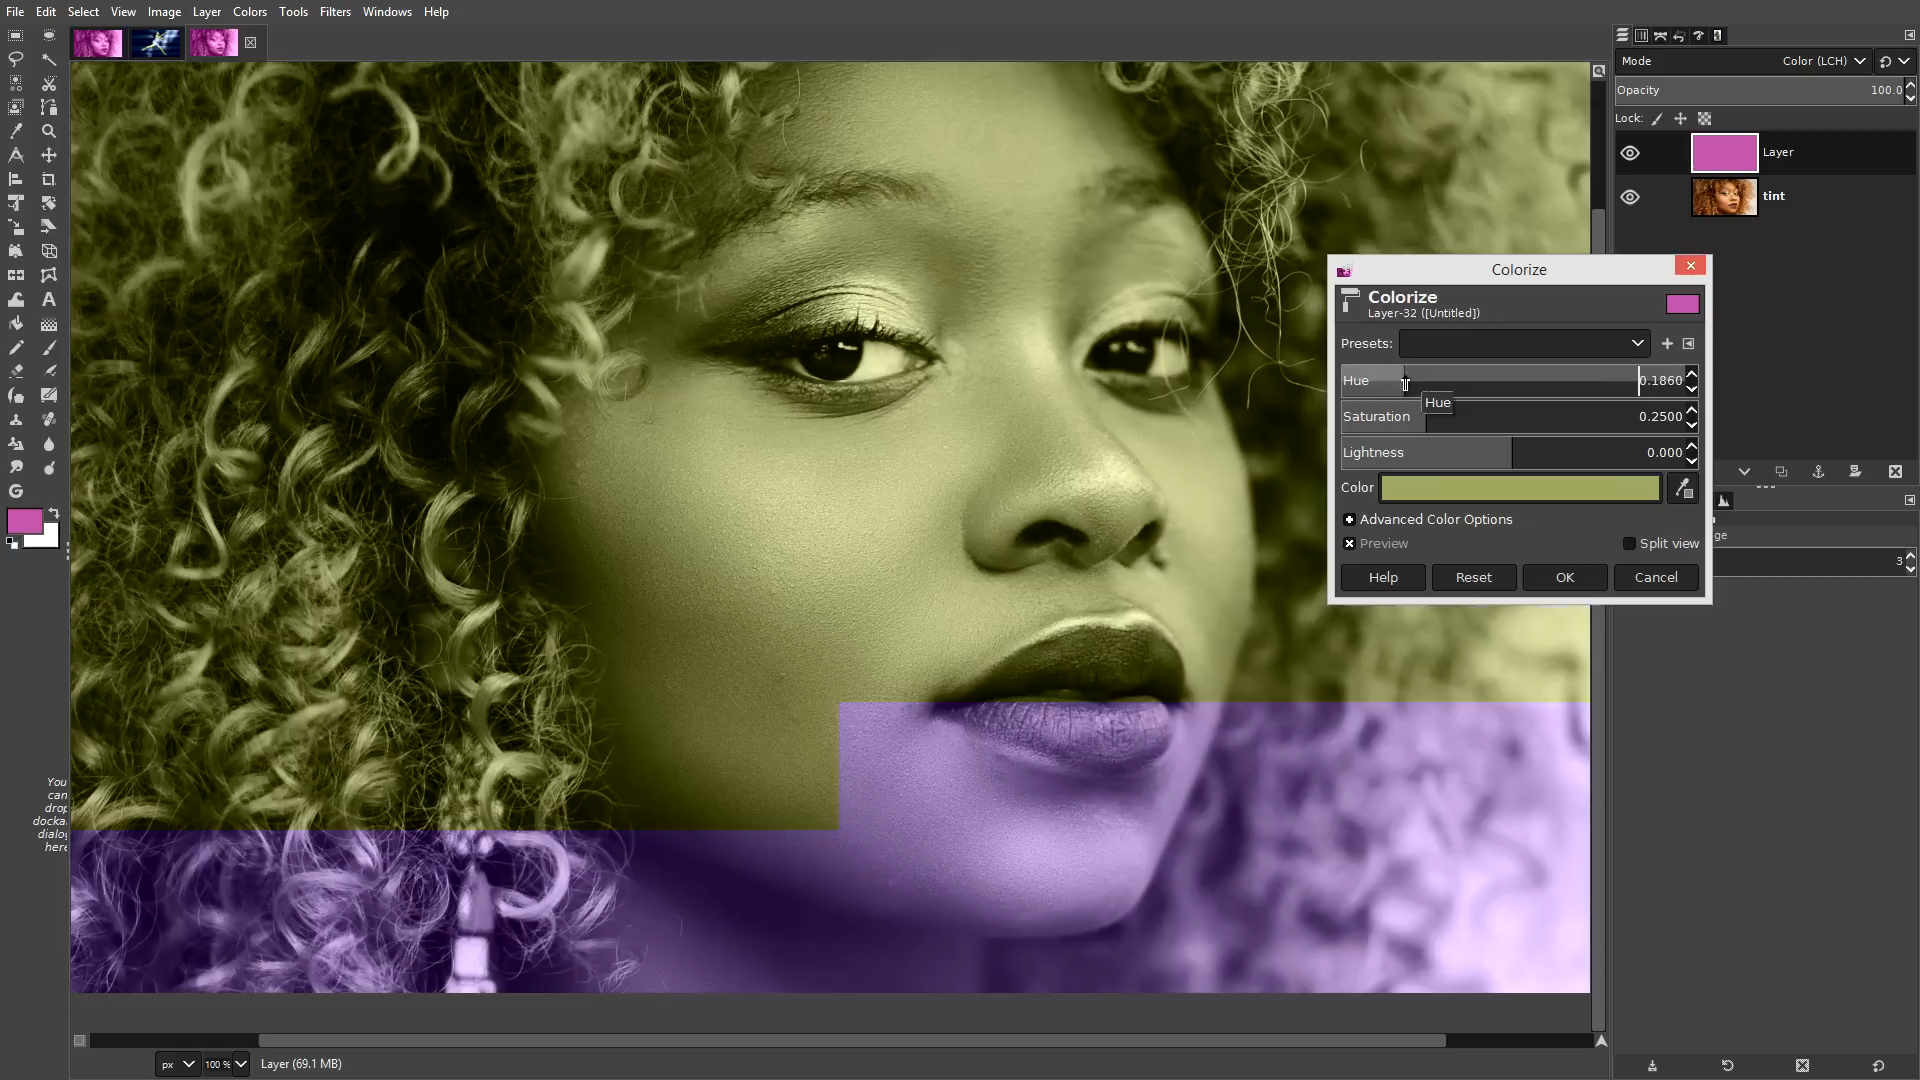 File Edit Select View Image Layer Colors Tools Filters Windows Help
Mode Color (LCH)
Opacity 100.0
Lock:
Layer
tint
Colorize
Colorize
Layer-32 ([Untitled])
Presets:
Hue 0.1860
Hue
Saturation 0.2500
Lightness 0.000
Color
Advanced Color Options
Preview Split view
Help Reset OK Cancel
ge
3
You
can
drop
docka
dialog
here
px 100 % Layer (69.1 MB)